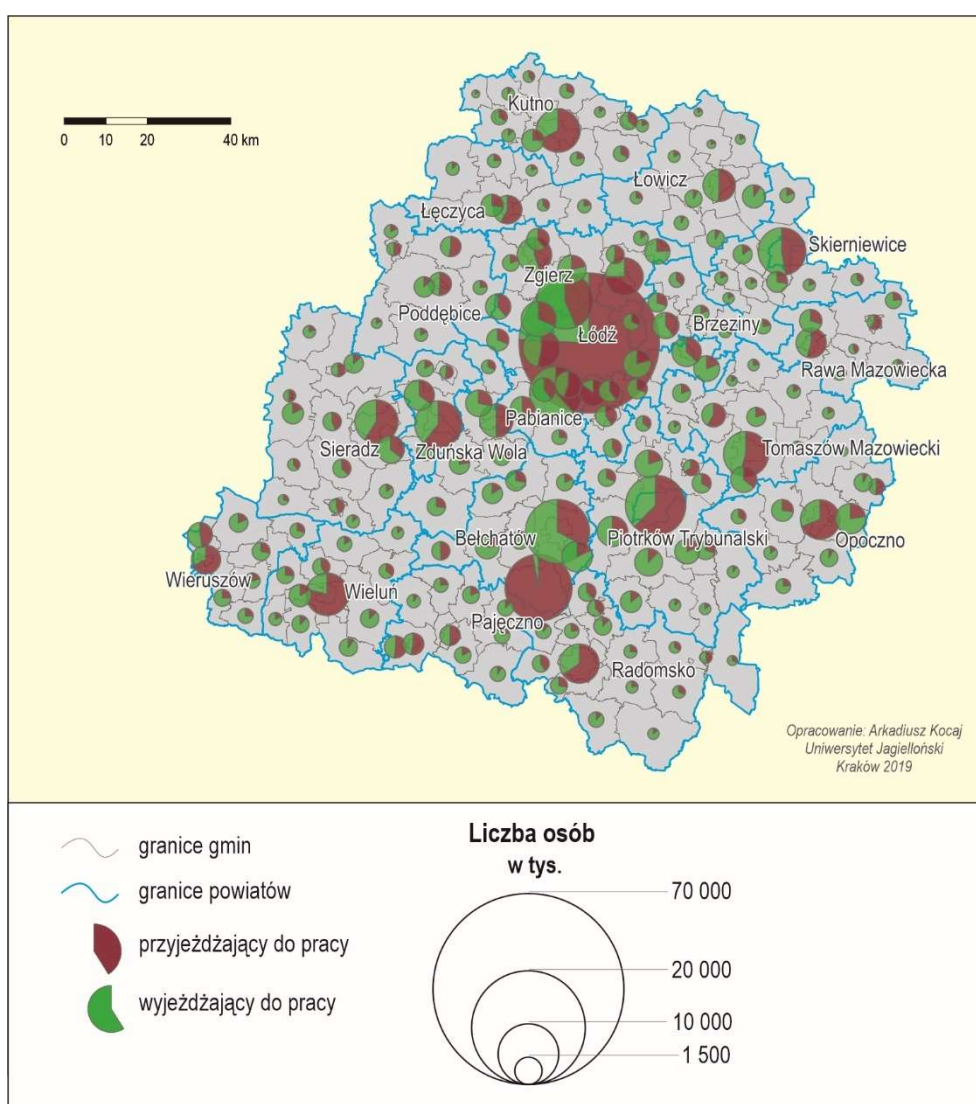 Kutno
0 10 20 40 km
Łowicz
Łęczyca
Skierniewice
Zgierz
Poddębice
Łódź
Brzeziny
Rawa Mazowiecka
Pabianice
Sieradz
Zduńska Wola
Tomaszów Mazowiecki
Bełchatów
Piotrków Trybunalski
Opoczno
Wieruszów
Wieluń
Pajęczno
Radomsko
Opracowanie: Arkadiusz Kocaj
Uniwersytet Jagielloński
Kraków 2019
granice gmin
granice powiatów
przyjeżdżający do pracy
wyjeżdżający do pracy
Liczba osób
w tys.
70 000
20 000
10 000
1 500